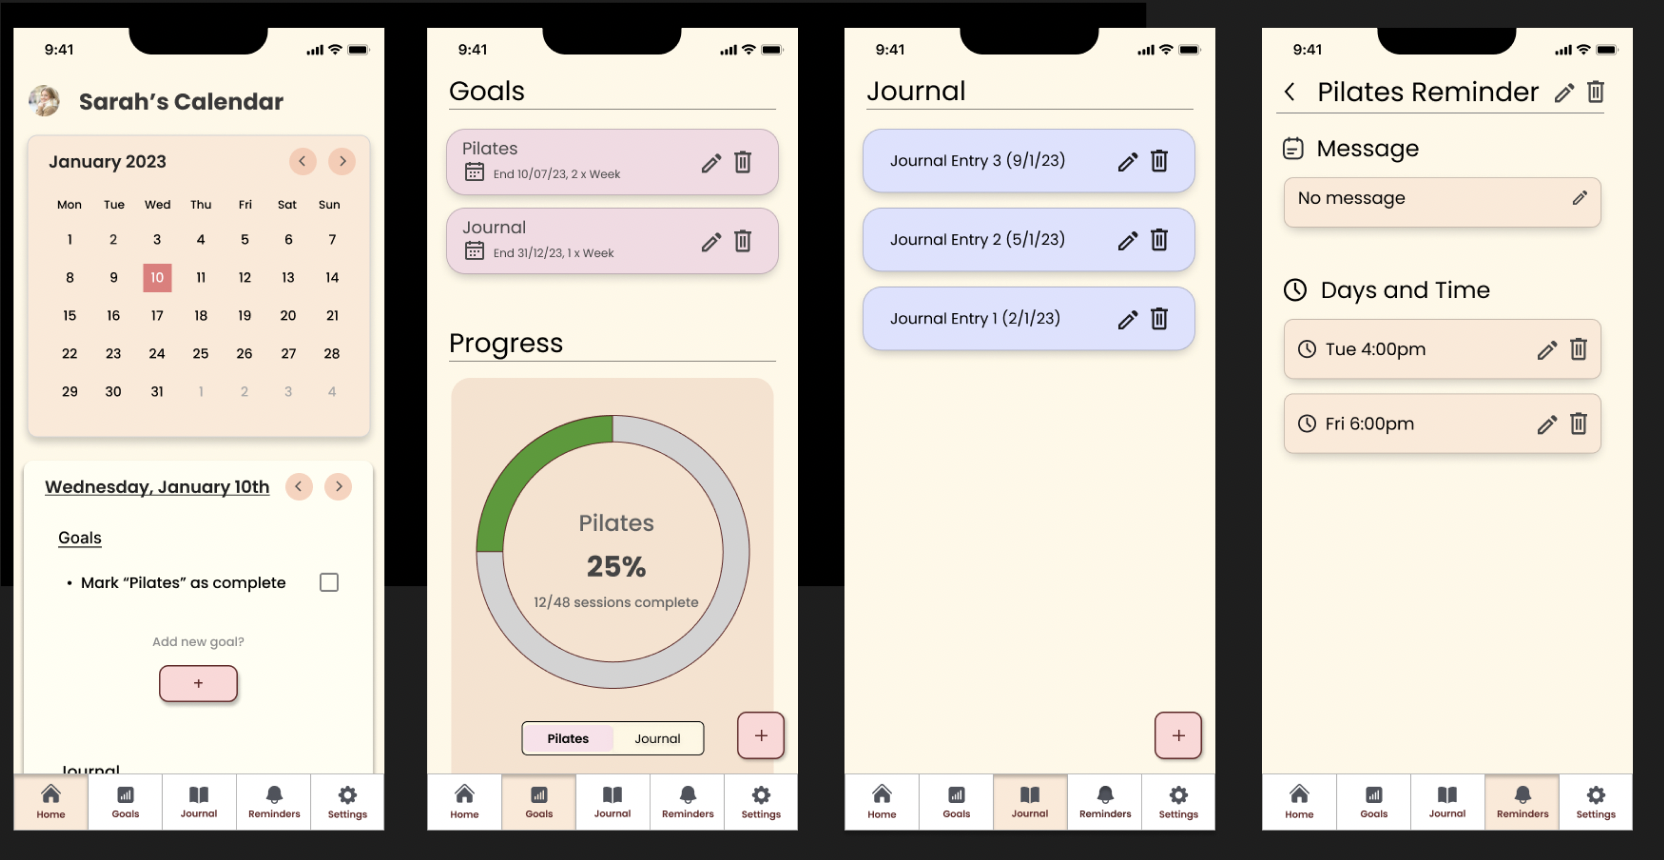 9:41
Sarah's Calendar
January 2023
Mon Tue Wed Thu Fri Sat Sun
1 2 3 4 5 6 7
8 9 10 11 12 13 14
15 16 17 18 19 20 21
22 23 24 25 26 27 28
29 30 31 1 2 3 4
Wednesday, January 10th
Goals
• Mark “Pilates” as complete
Add new goal?
+
Journal
Home Goals Journal Reminders Settings
9:41
Goals
Pilates
End 10/07/23, 2 x Week
Journal
End 31/12/23, 1 x Week
Progress
Pilates
25%
12/48 sessions complete
Pilates Journal
+
Home Goals Journal Reminders Settings
9:41
Journal
Journal Entry 3 (9/1/23)
Journal Entry 2 (5/1/23)
Journal Entry 1 (2/1/23)
+
Home Goals Journal Reminders Settings
9:41
Pilates Reminder
Message
No message
Days and Time
Tue 4:00pm
Fri 6:00pm
Home Goals Journal Reminders Settings